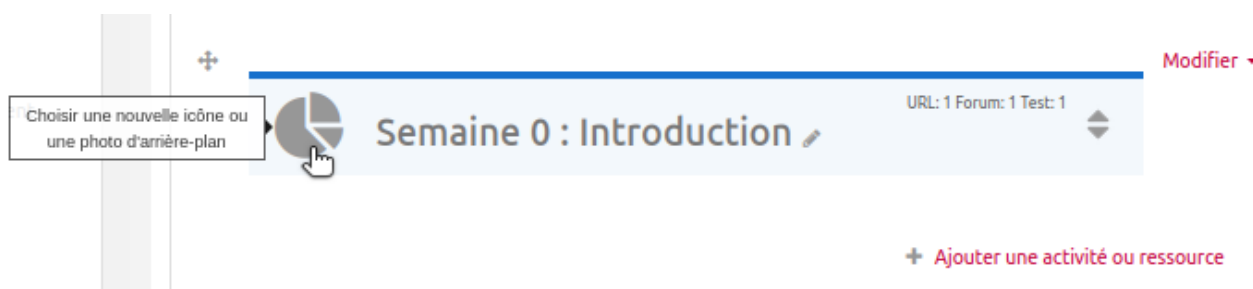 Modifier
Choisir une nouvelle icône ou
une photo d'arrière-plan
URL: 1 Forum: 1 Test: 1
Semaine 0 : Introduction
Ajouter une activité ou ressource